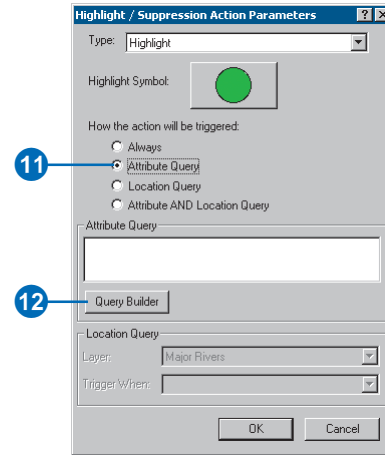 Highlight / Suppression Action Parameters ? X
Type: Highlight
Highlight Symbol:
How the action will be triggered:
Always
11 Attribute Query
Location Query
Attribute AND Location Query
Attribute Query
12 Query Builder
Location Query
Layer: Major Rivers
Trigger When:
OK Cancel